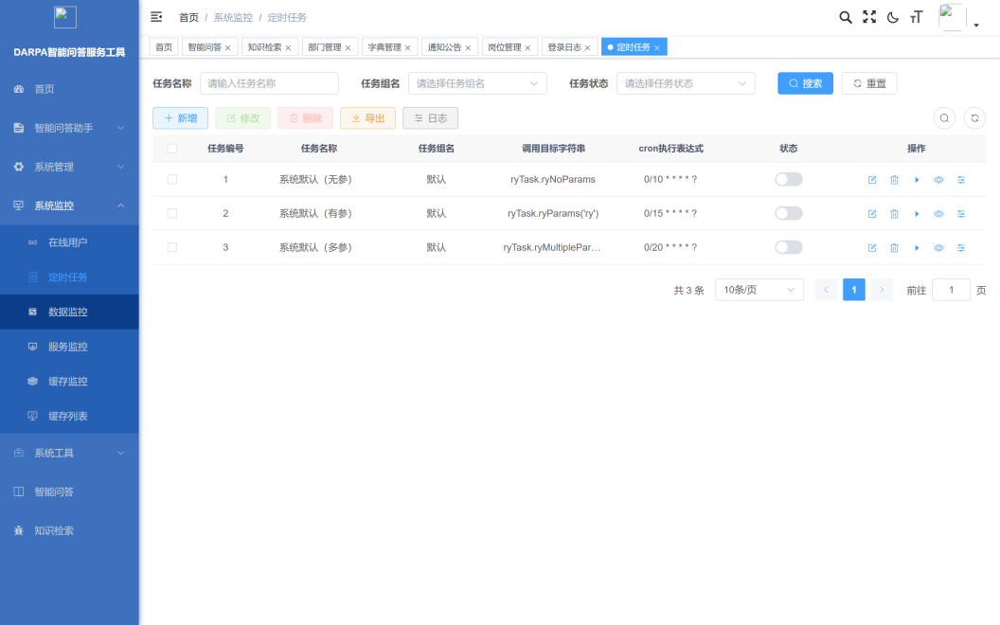 DARPA智能问答服务工具
首页
智能问答助手
系统管理
系统监控
在线用户
定时任务
数据监控
服务监控
缓存监控
缓存列表
系统工具
智能问答
知识检索
首页 / 系统监控 / 定时任务
首页 智能问答 × 知识检索 × 部门管理 × 字典管理 × 通知公告 × 岗位管理 × 登录日志 × 定时任务 ×
任务名称 请输入任务名称 任务组名 请选择任务组名 任务状态 请选择任务状态 搜索 重置
新增 修改 删除 导出 日志
任务编号 任务名称 任务组名 调用目标字符串 cron执行表达式 状态 操作
1 系统默认（无参） 默认 ryTask.ryNoParams 0/10 * * * * ?
2 系统默认（有参） 默认 ryTask.ryParams('ry') 0/15 * * * * ?
3 系统默认（多参） 默认 ryTask.ryMultiplePar… 0/20 * * * * ?
共 3 条 10条/页 1 前往 1 页